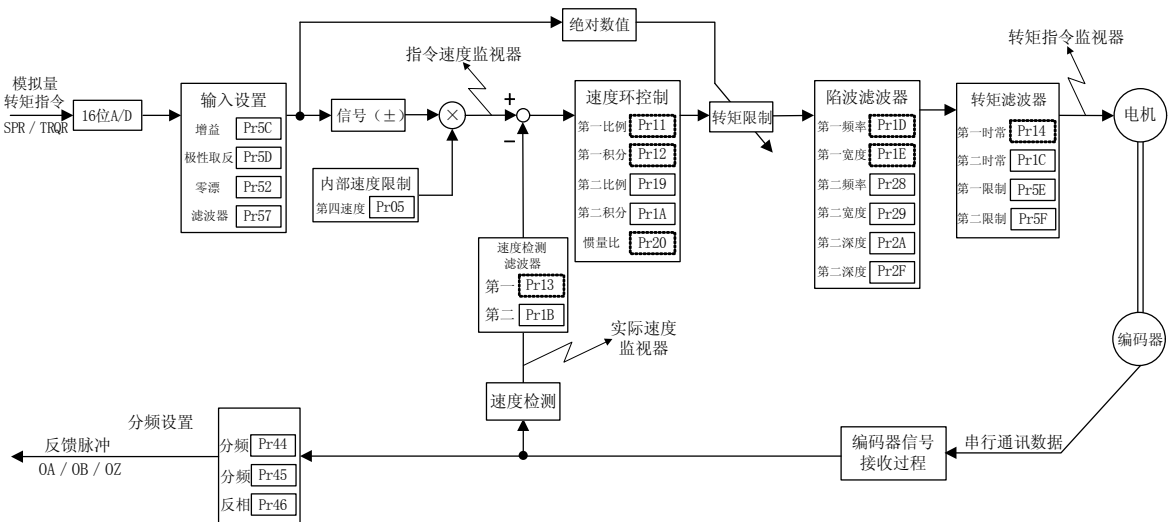 绝对数值
指令速度监视器
转矩指令监视器
模拟量
转矩指令
SPR / TRQR
16位A/D
输入设置
增益 Pr5C
极性取反 Pr5D
零漂 Pr52
滤波器 Pr57
信号（±）
×
+
−
内部速度限制
第四速度 Pr05
速度环控制
第一比例 Pr11
第一积分 Pr12
第二比例 Pr19
第二积分 Pr1A
惯量比 Pr20
转矩限制
陷波滤波器
第一频率 Pr1D
第一宽度 Pr1E
第二频率 Pr28
第二宽度 Pr29
第二深度 Pr2A
第二深度 Pr2F
转矩滤波器
第一时常 Pr14
第二时常 Pr1C
第一限制 Pr5E
第二限制 Pr5F
电机
速度检测
滤波器
第一 Pr13
第二 Pr1B
实际速度
监视器
编码器
速度检测
分频设置
反馈脉冲
OA / OB / OZ
分频 Pr44
分频 Pr45
反相 Pr46
编码器信号
接收过程
串行通讯数据